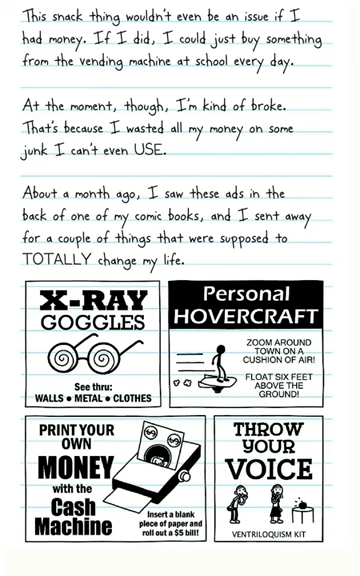 This snack thing wouldn't even be an issue if I
had money. If I did, I could just buy something
from the vending machine at school every day.
At the moment, though, I'm kind of broke.
That's because I wasted all my money on some
junk I can't even USE.
About a month ago, I saw these ads in the
back of one of my comic books, and I sent away
for a couple of things that were supposed to
TOTALLY change my life.
X-RAY
GOGGLES
See thru:
WALLS • METAL • CLOTHES
Personal
HOVERCRAFT
ZOOM AROUND
TOWN ON A
CUSHION OF AIR!
FLOAT SIX FEET
ABOVE THE
GROUND!
PRINT YOUR
OWN
MONEY
with the
Cash
Machine
Insert a blank
piece of paper and
roll out a $5 bill!
THROW
YOUR
VOICE
VENTRILOQUISM KIT